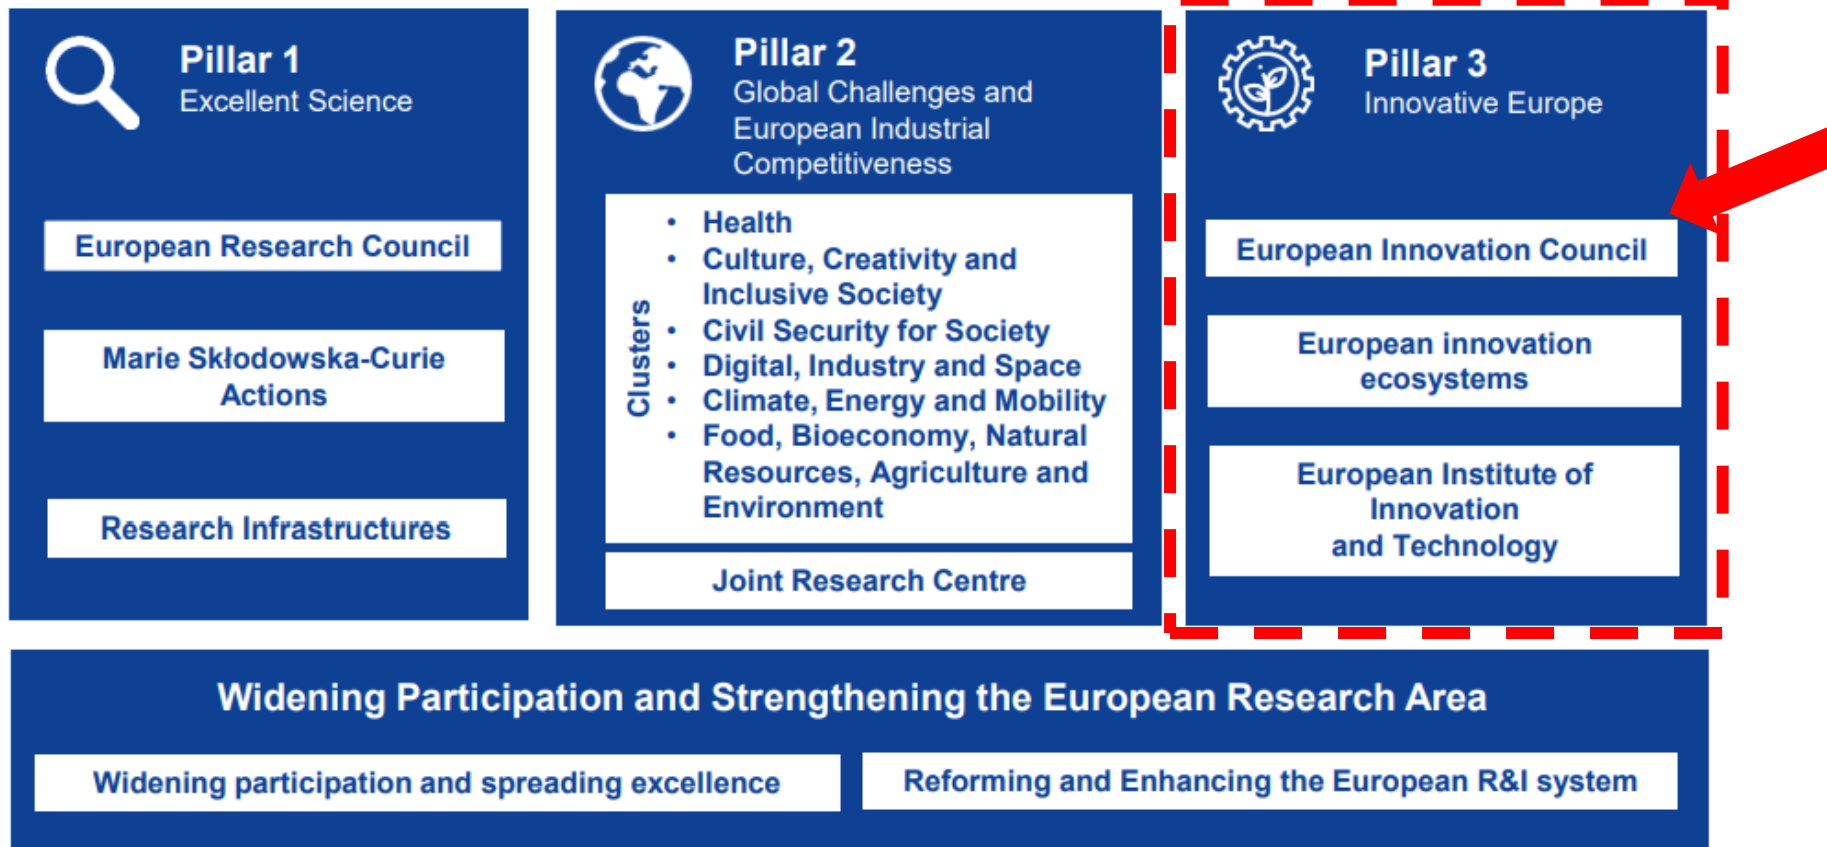 Pillar 1
Excellent Science
European Research Council
Marie Skłodowska-Curie
Actions
Research Infrastructures
Pillar 2
Global Challenges and
European Industrial
Competitiveness
Clusters
• Health
• Culture, Creativity and
Inclusive Society
• Civil Security for Society
• Digital, Industry and Space
• Climate, Energy and Mobility
• Food, Bioeconomy, Natural
Resources, Agriculture and
Environment
Joint Research Centre
Pillar 3
Innovative Europe
European Innovation Council
European innovation
ecosystems
European Institute of
Innovation
and Technology
Widening Participation and Strengthening the European Research Area
Widening participation and spreading excellence
Reforming and Enhancing the European R&I system